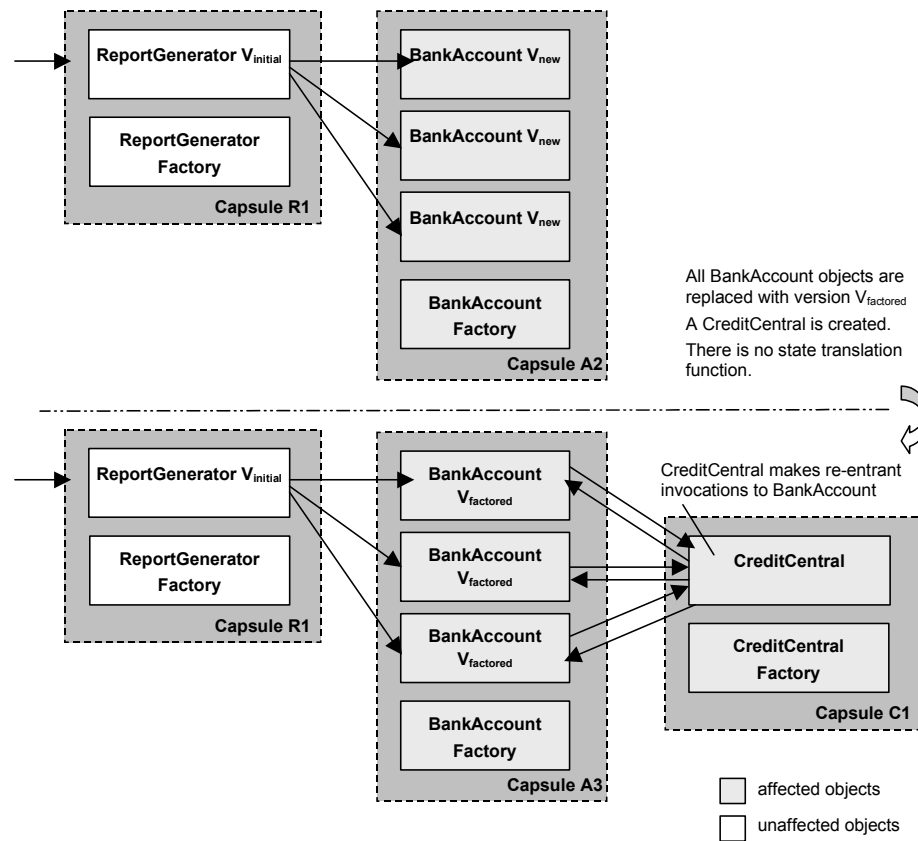 ReportGenerator Vinitial
ReportGenerator
Factory
Capsule R1
BankAccount Vnew
BankAccount Vnew
BankAccount Vnew
BankAccount
Factory
Capsule A2
All BankAccount objects are
replaced with version Vfactored
A CreditCentral is created.
There is no state translation
function.
ReportGenerator Vinitial
ReportGenerator
Factory
Capsule R1
BankAccount
Vfactored
BankAccount
Vfactored
BankAccount
Vfactored
BankAccount
Factory
Capsule A3
CreditCentral makes re-entrant
invocations to BankAccount
CreditCentral
CreditCentral
Factory
Capsule C1
affected objects
unaffected objects